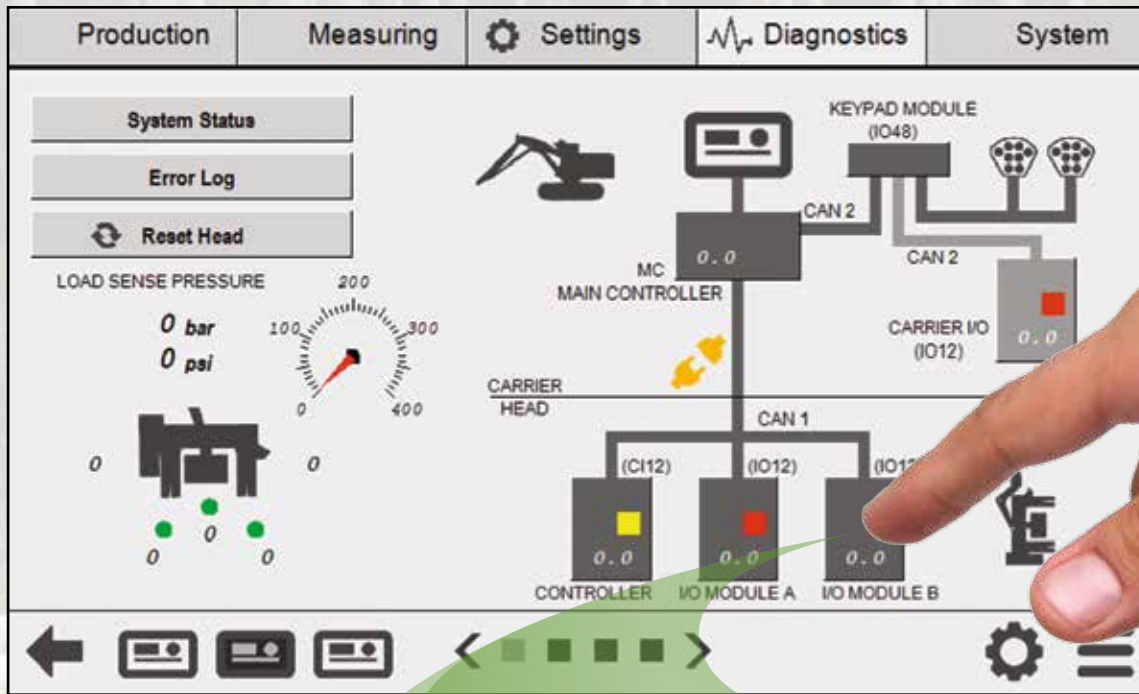 Production
Measuring
Settings
Diagnostics
System
System Status
Error Log
Reset Head
LOAD SENSE PRESSURE
0 bar
0 psi
0
100
200
300
400
0
0
0
0
0
KEYPAD MODULE
(IO48)
CAN 2
CAN 2
0.0
MC
MAIN CONTROLLER
CARRIER I/O
(IO12)
0.0
CARRIER
HEAD
CAN 1
(CI12)
(IO12)
0.0
0.0
0.0
CONTROLLER
I/O MODULE A
I/O MODULE B